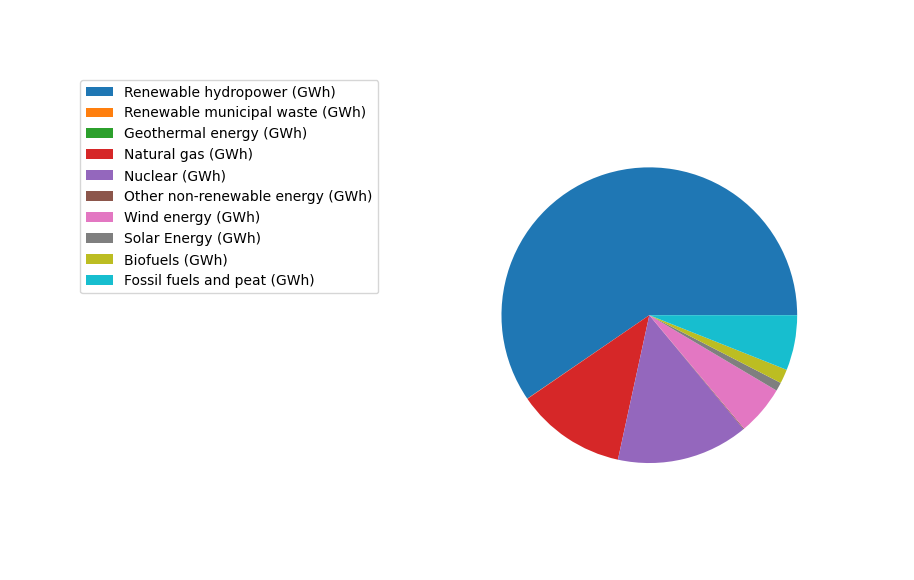 Renewable hydropower (GWh)
Renewable municipal waste (GWh)
Geothermal energy (GWh)
Natural gas (GWh)
Nuclear (GWh)
Other non-renewable energy (GWh)
Wind energy (GWh)
Solar Energy (GWh)
Biofuels (GWh)
Fossil fuels and peat (GWh)